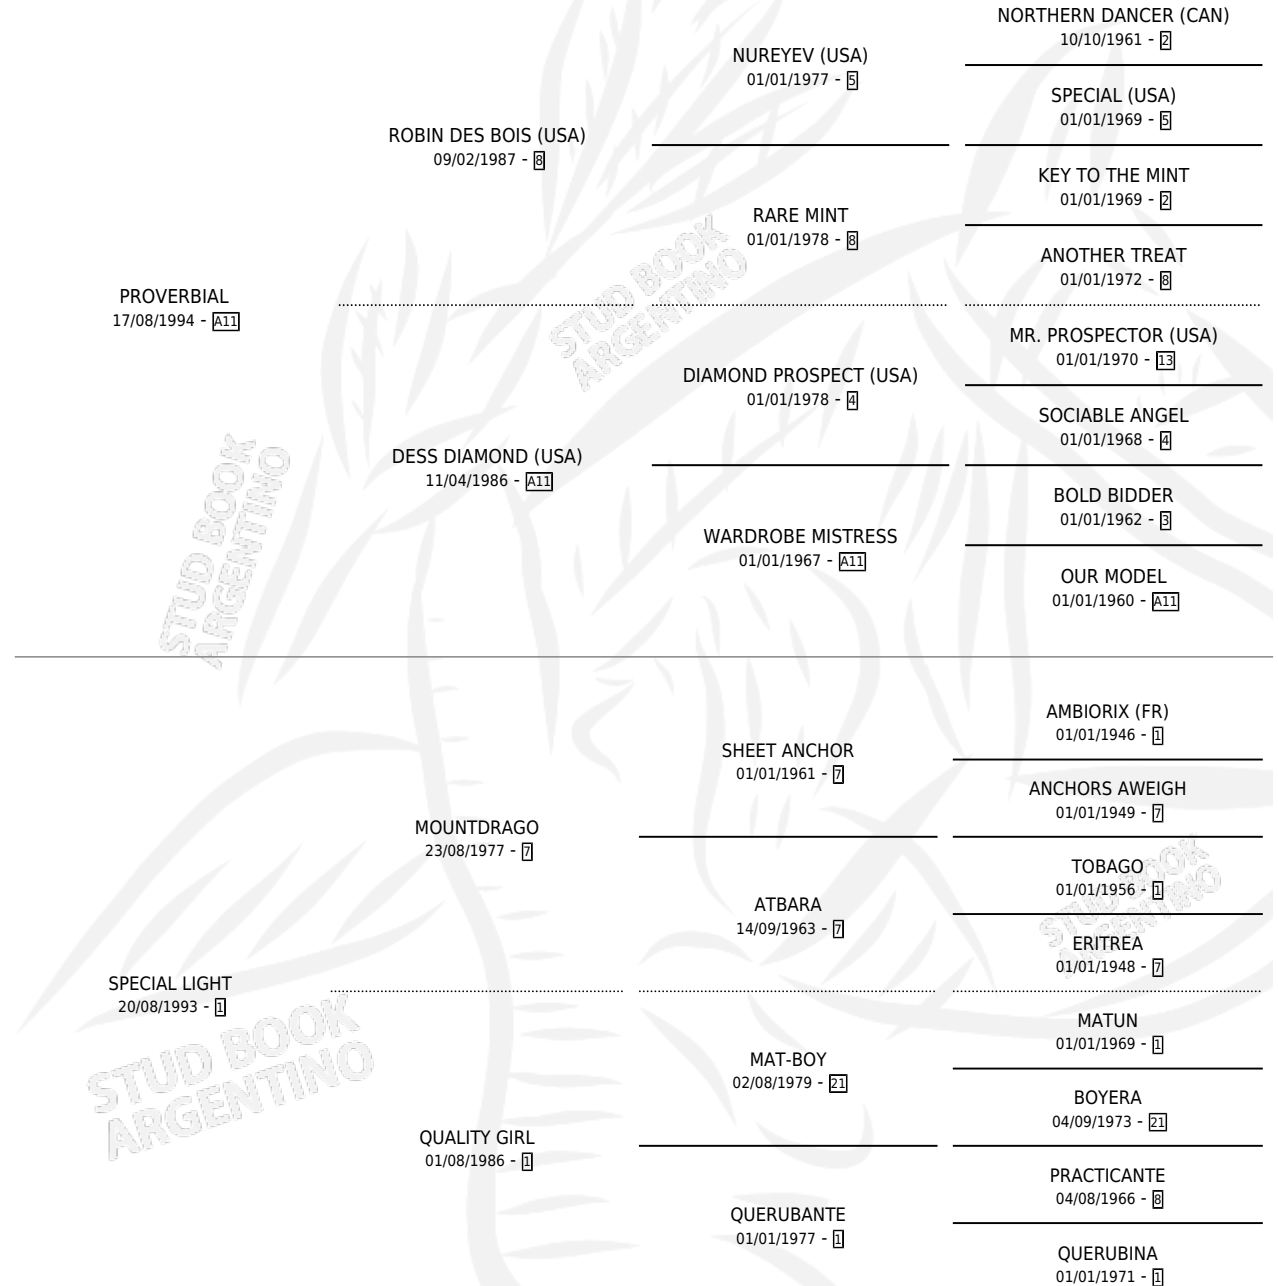 NORTHERN DANCER (CAN)
10/10/1961 - 2
NUREYEV (USA)
01/01/1977 - 5
SPECIAL (USA)
01/01/1969 - 5
ROBIN DES BOIS (USA)
09/02/1987 - 8
KEY TO THE MINT
01/01/1969 - 2
RARE MINT
01/01/1978 - 8
ANOTHER TREAT
01/01/1972 - 8
PROVERBIAL
17/08/1994 - A11
MR. PROSPECTOR (USA)
01/01/1970 - 13
DIAMOND PROSPECT (USA)
01/01/1978 - 4
SOCIABLE ANGEL
01/01/1968 - 4
DESS DIAMOND (USA)
11/04/1986 - A11
BOLD BIDDER
01/01/1962 - 3
WARDROBE MISTRESS
01/01/1967 - A11
OUR MODEL
01/01/1960 - A11
AMBIORIX (FR)
01/01/1946 - 1
SHEET ANCHOR
01/01/1961 - 7
ANCHORS AWEIGH
01/01/1949 - 7
MOUNTDRAGO
23/08/1977 - 7
TOBAGO
01/01/1956 - 1
ATBARA
14/09/1963 - 7
ERITREA
01/01/1948 - 7
SPECIAL LIGHT
20/08/1993 - 1
MATUN
01/01/1969 - 1
MAT-BOY
02/08/1979 - 21
BOYERA
04/09/1973 - 21
QUALITY GIRL
01/08/1986 - 1
PRACTICANTE
04/08/1966 - 8
QUERUBANTE
01/01/1977 - 1
QUERUBINA
01/01/1971 - 1
STUD BOOK
ARGENTINO
STUD BOOK
ARGENTINO
STUD BOOK
ARGENTINO
STUD BOOK
ARGENTINO